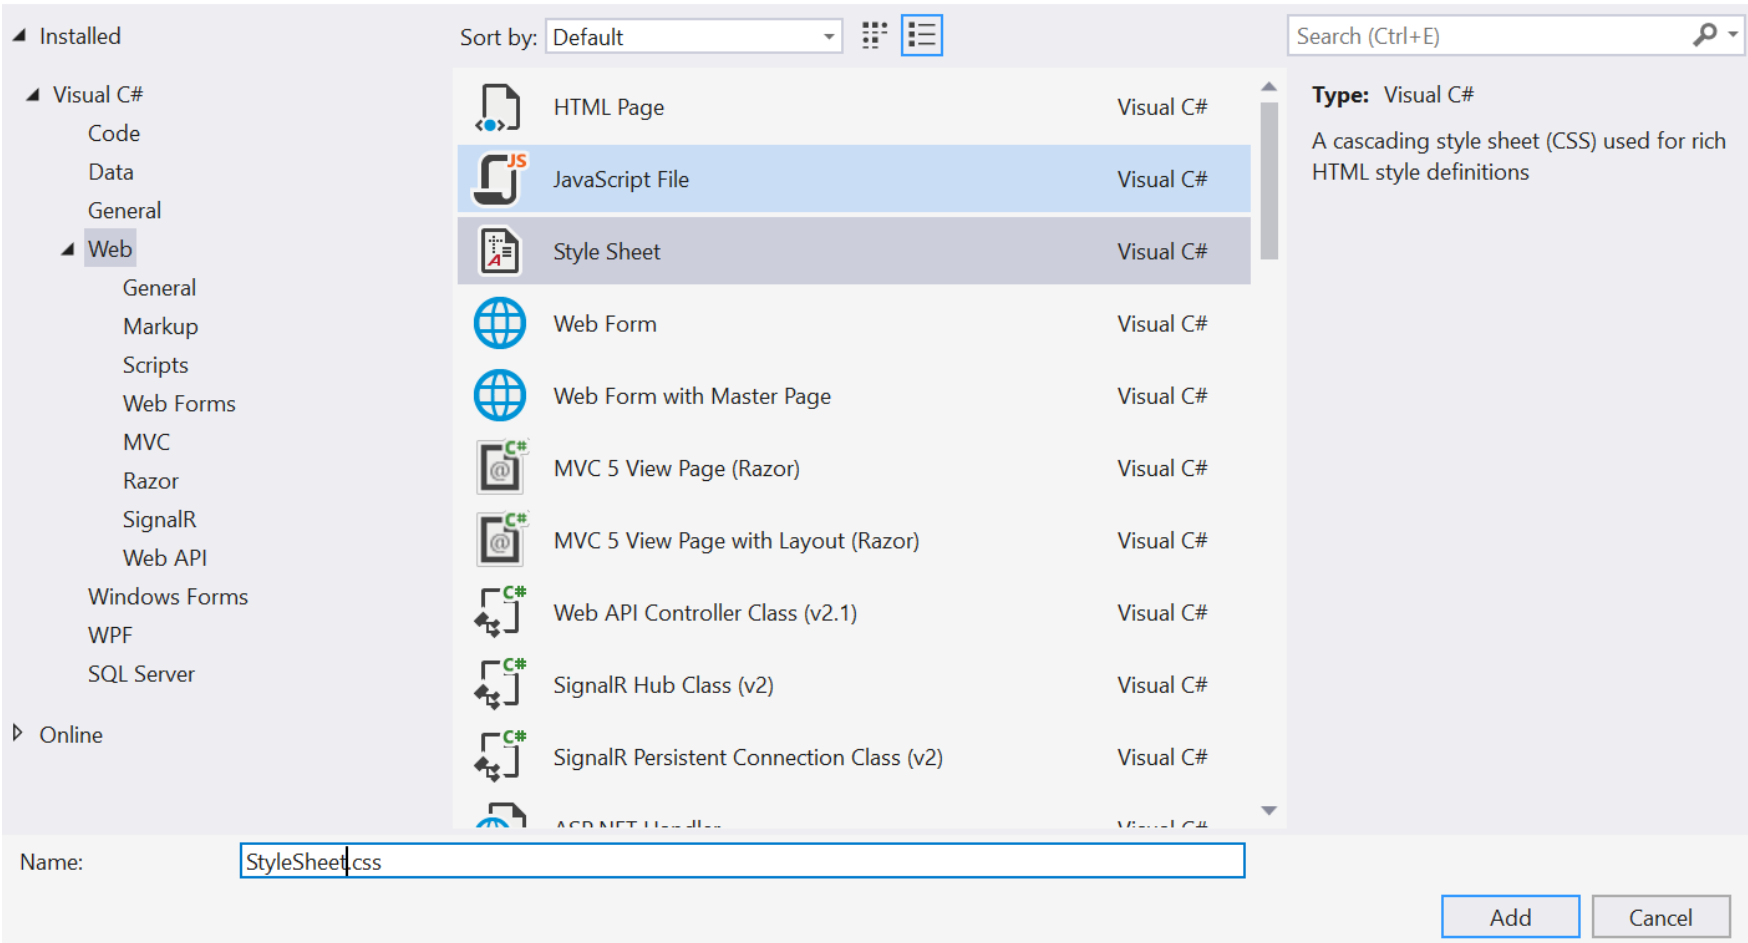 Installed
Visual C#
Code
Data
General
Web
General
Markup
Scripts
Web Forms
MVC
Razor
SignalR
Web API
Windows Forms
WPF
SQL Server
Online
Sort by: Default
HTML Page Visual C#
JS
JavaScript File Visual C#
A
Style Sheet Visual C#
Web Form Visual C#
Web Form with Master Page Visual C#
C#
@
MVC 5 View Page (Razor) Visual C#
C#
@
MVC 5 View Page with Layout (Razor) Visual C#
C#
Web API Controller Class (v2.1) Visual C#
C#
SignalR Hub Class (v2) Visual C#
C#
SignalR Persistent Connection Class (v2) Visual C#
ASP.NET Handler Visual C#
Search (Ctrl+E)
Type: Visual C#
A cascading style sheet (CSS) used for rich
HTML style definitions
Name: StyleSheet.css
Add Cancel